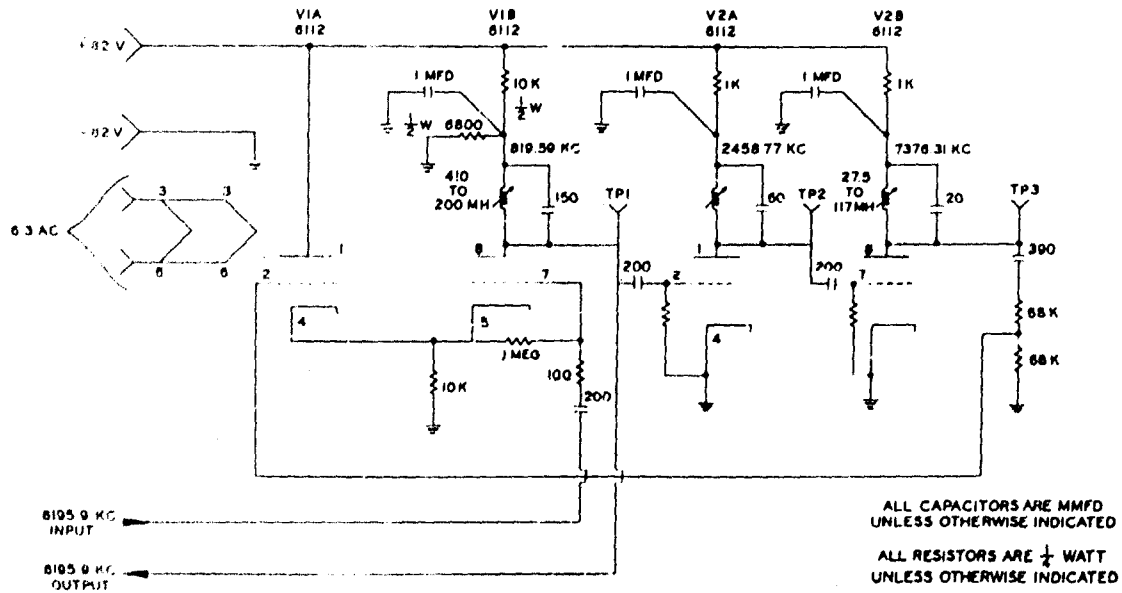 V1A
6112
V1B
6112
V2A
6112
V2B
6112
+82 V
1 MFD
10 K
1/2 W
1 MFD
1K
1 MFD
1K
-82 V
1/2 W
6800
819.59 KC
2458.77 KC
7376.31 KC
410
TO
200 MH
150
TP1
60
TP2
27.5
TO
117 MH
20
TP3
6.3 AC
3
3
6
6
1
8
1
8
390
2
7
200
2
200
7
4
5
1 MEG
4
68 K
68 K
10 K
100
200
8195.9 KC
INPUT
8195.9 KC
OUTPUT
ALL CAPACITORS ARE MMFD
UNLESS OTHERWISE INDICATED
ALL RESISTORS ARE 1/4 WATT
UNLESS OTHERWISE INDICATED